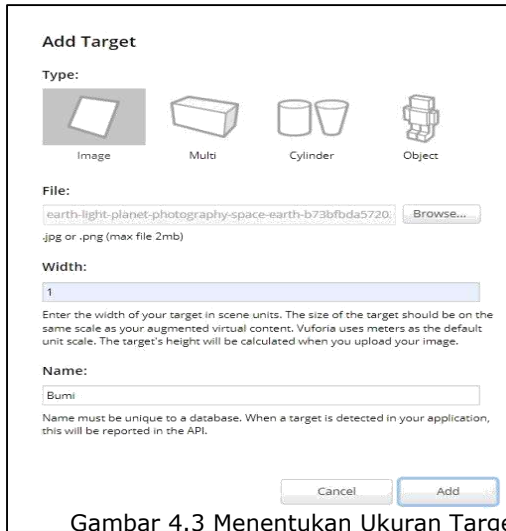 Add Target
Type:
Image Multi Cylinder Object
File:
earth-light-planet-photography-space-earth-b73bfbda5720. Browse...
.jpg or .png (max file 2mb)
Width:
1
Enter the width of your target in scene units. The size of the target should be on the
same scale as your augmented virtual content. Vuforia uses meters as the default
unit scale. The target's height will be calculated when you upload your image.
Name:
Bumi
Name must be unique to a database. When a target is detected in your application,
this will be reported in the API.
Cancel Add
Gambar 4.3 Menentukan Ukuran Targe